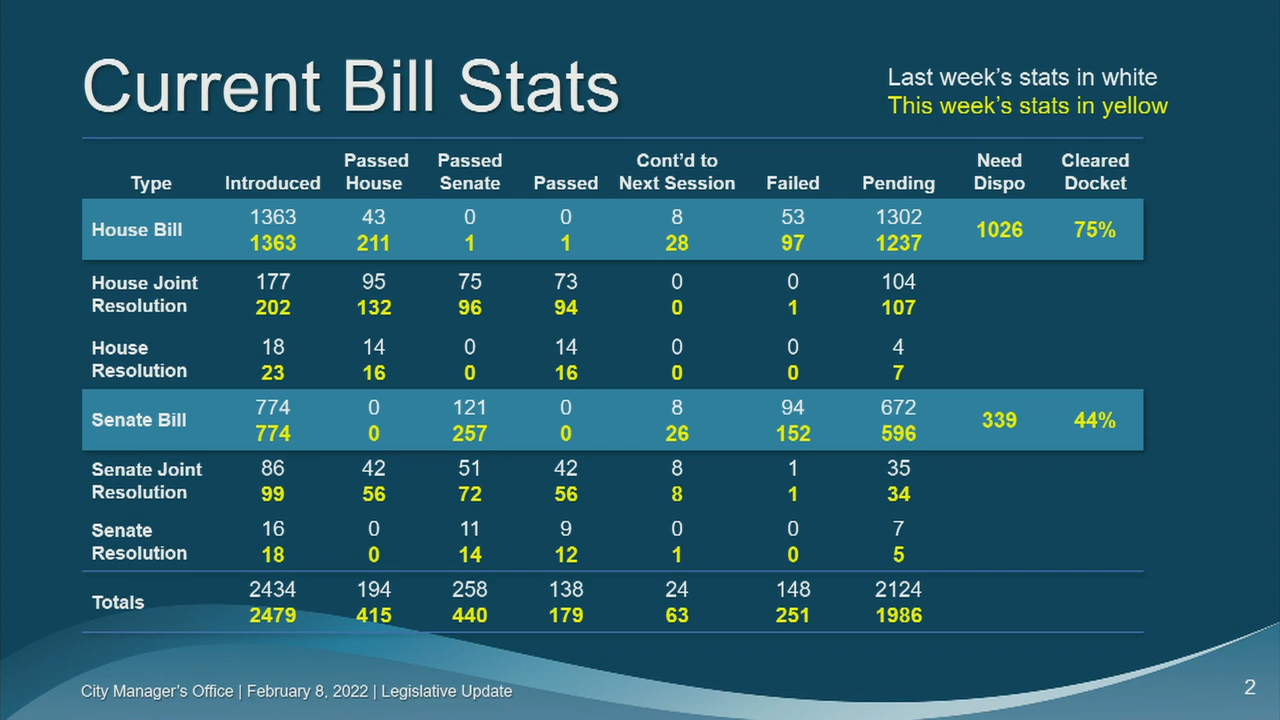 Current Bill Stats
Last week's stats in white
This week's stats in yellow
Type Introduced Passed House Passed Senate Passed Cont'd to Next Session Failed Pending Need Dispo Cleared Docket
House Bill
1363 43 0 0 8 53 1302
1363 211 1 1 28 97 1237
1026 75%
House Joint Resolution
177 95 75 73 0 0 104
202 132 96 94 0 1 107
House Resolution
18 14 0 14 0 0 4
23 16 0 16 0 0 7
Senate Bill
774 0 121 0 8 94 672
774 0 257 0 26 152 596
339 44%
Senate Joint Resolution
86 42 51 42 8 1 35
99 56 72 56 8 1 34
Senate Resolution
16 0 11 9 0 0 7
18 0 14 12 1 0 5
Totals
2434 194 258 138 24 148 2124
2479 415 440 179 63 251 1986
City Manager's Office | February 8, 2022 | Legislative Update
2